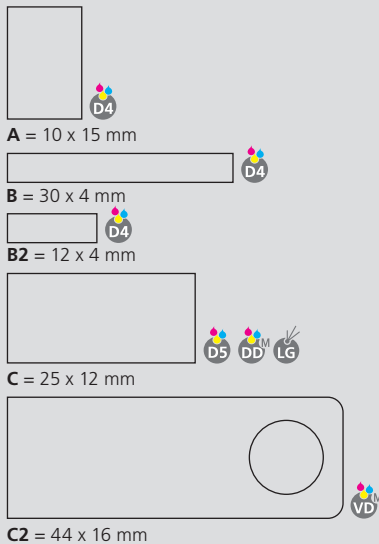 D4
A = 10 x 15 mm
D4
B = 30 x 4 mm
D4
B2 = 12 x 4 mm
D5 DD M LG
C = 25 x 12 mm
VD M
C2 = 44 x 16 mm